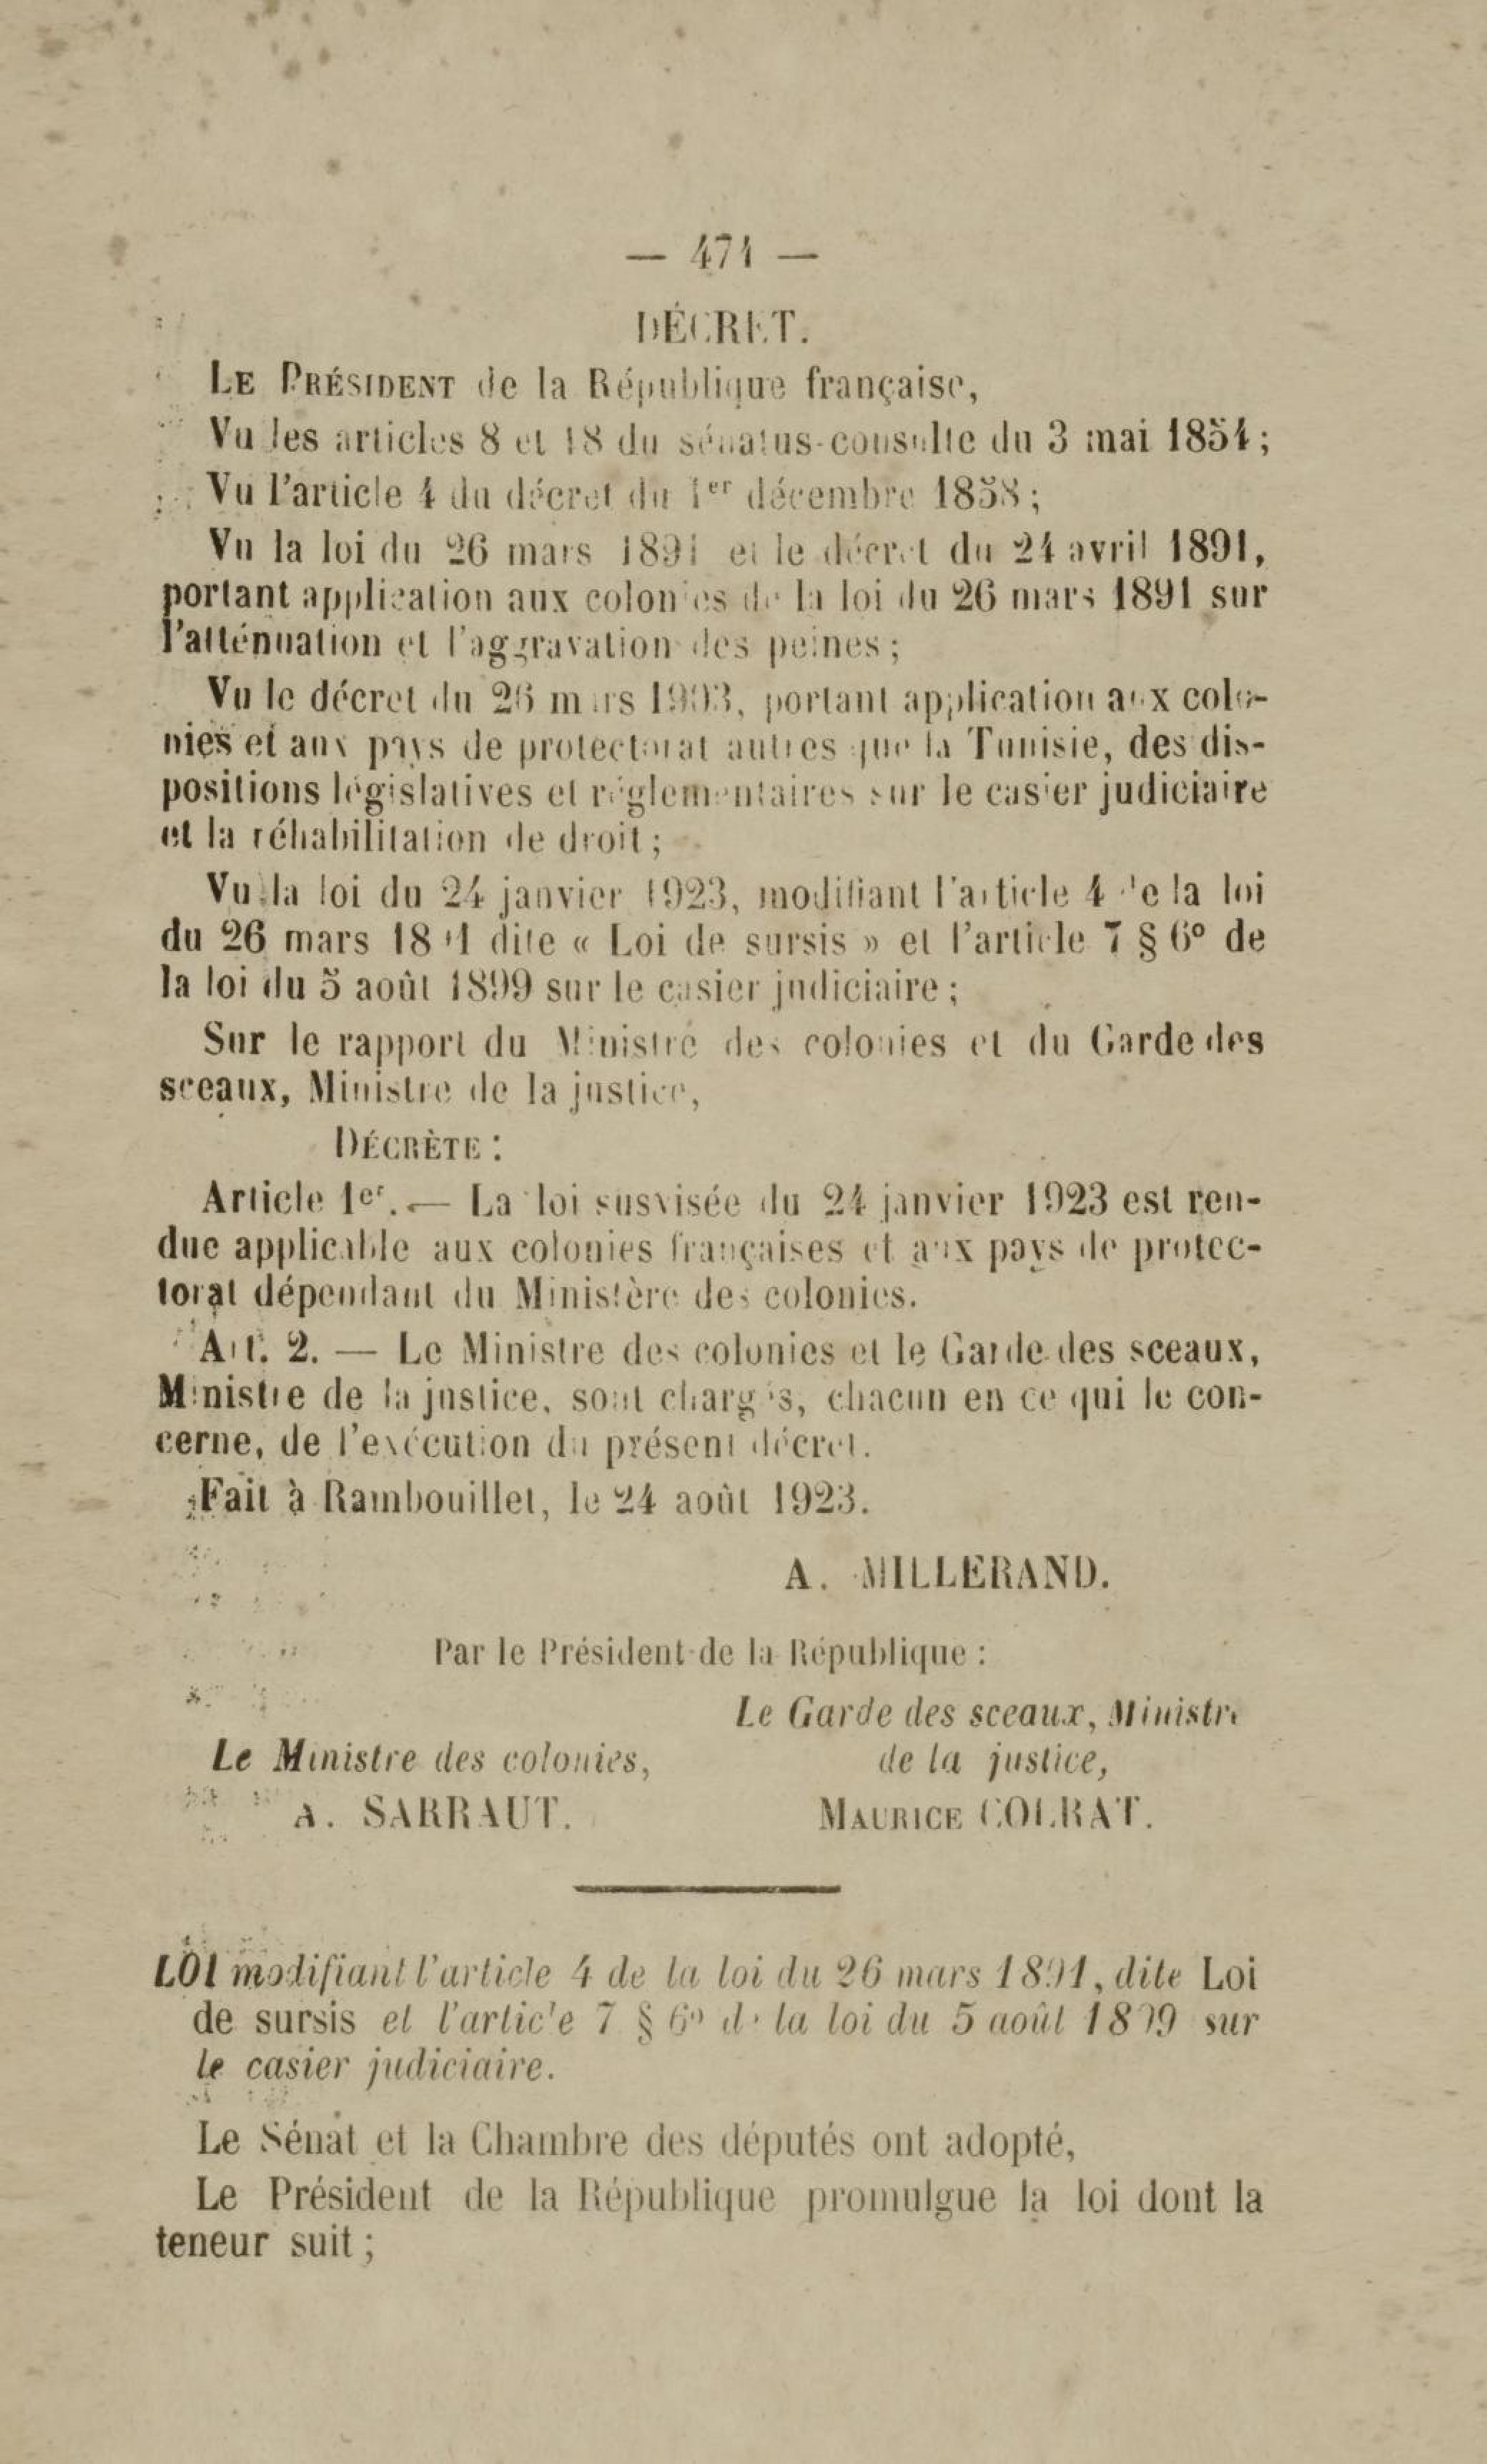 — 471 —
DÉCRET.
LE PRÉSIDENT de la République française,
Vu les articles 8 et 18 du sénatus-consulte du 3 mai 1854;
Vu l'article 4 du décret du 1er décembre 1858;
Vu la loi du 26 mars 1891 et le décret du 24 avril 1891,
portant application aux colonies de la loi du 26 mars 1891 sur
l'atténuation et l'aggravation des peines;
Vu le décret du 26 mars 1903, portant application aux colo-
nies et aux pays de protectorat autres que la Tunisie, des dis-
positions législatives et réglementaires sur le casier judiciaire
et la réhabilitation de droit;
Vu la loi du 24 janvier 1923, modifiant l'article 4 de la loi
du 26 mars 1891 dite « Loi de sursis » et l'article 7 § 6° de
la loi du 5 août 1899 sur le casier judiciaire;
Sur le rapport du Ministre des colonies et du Garde des
sceaux, Ministre de la justice,
DÉCRÈTE:
Article 1er. — La loi susvisée du 24 janvier 1923 est ren-
due applicable aux colonies françaises et aux pays de protec-
torat dépendant du Ministère des colonies.
Art. 2. — Le Ministre des colonies et le Garde des sceaux,
Ministre de la justice, sont chargés, chacun en ce qui le con-
cerne, de l'exécution du présent décret.
Fait à Rambouillet, le 24 août 1923.
A. MILLERAND.
Par le Président de la République:
Le Garde des sceaux, Ministre
Le Ministre des colonies,
de la justice,
A. SARRAUT.
MAURICE COLRAT.
LOI modifiant l'article 4 de la loi du 26 mars 1891, dite Loi
de sursis et l'article 7 § 6° de la loi du 5 août 1899 sur
le casier judiciaire.
Le Sénat et la Chambre des députés ont adopté,
Le Président de la République promulgue la loi dont la
teneur suit;